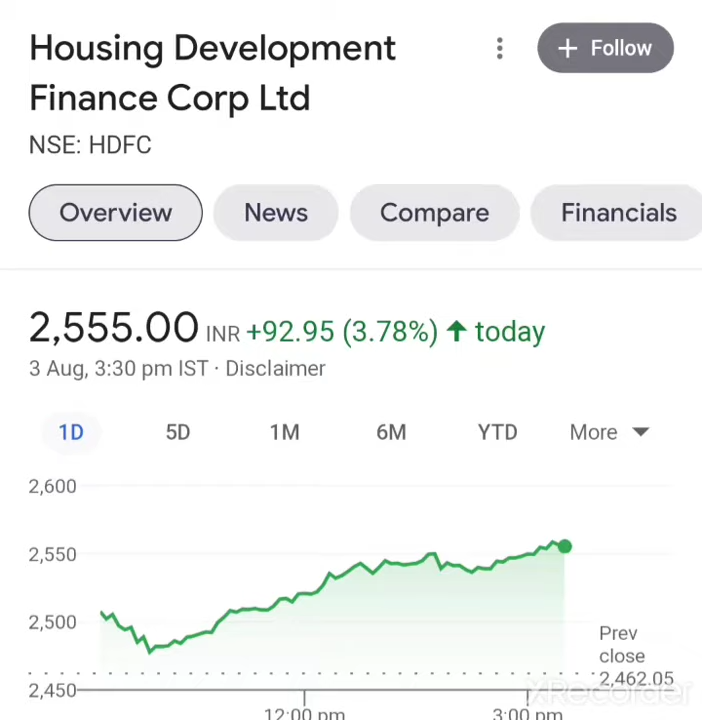 Housing Development
Finance Corp Ltd
+ Follow
NSE: HDFC
Overview
News
Compare
Financials
2,555.00 INR +92.95 (3.78%) ↑ today
3 Aug, 3:30 pm IST · Disclaimer
1D
5D
1M
6M
YTD
More
2,600
2,550
2,500
Prev
close
2,462.05
2,450
XRecorder
12:00 pm
3:00 pm